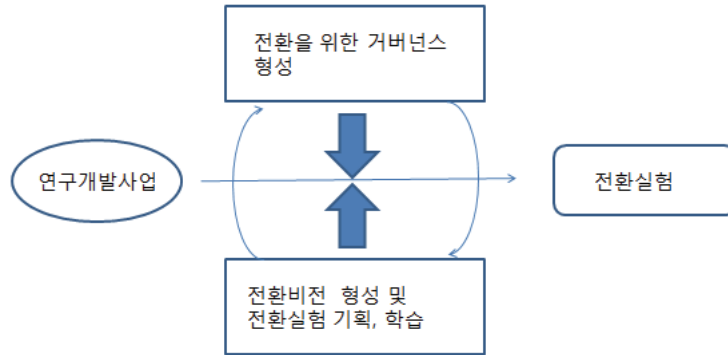 전환을 위한 거버넌스
형성
연구개발사업
전환실험
전환비전 형성 및
전환실험 기획, 학습